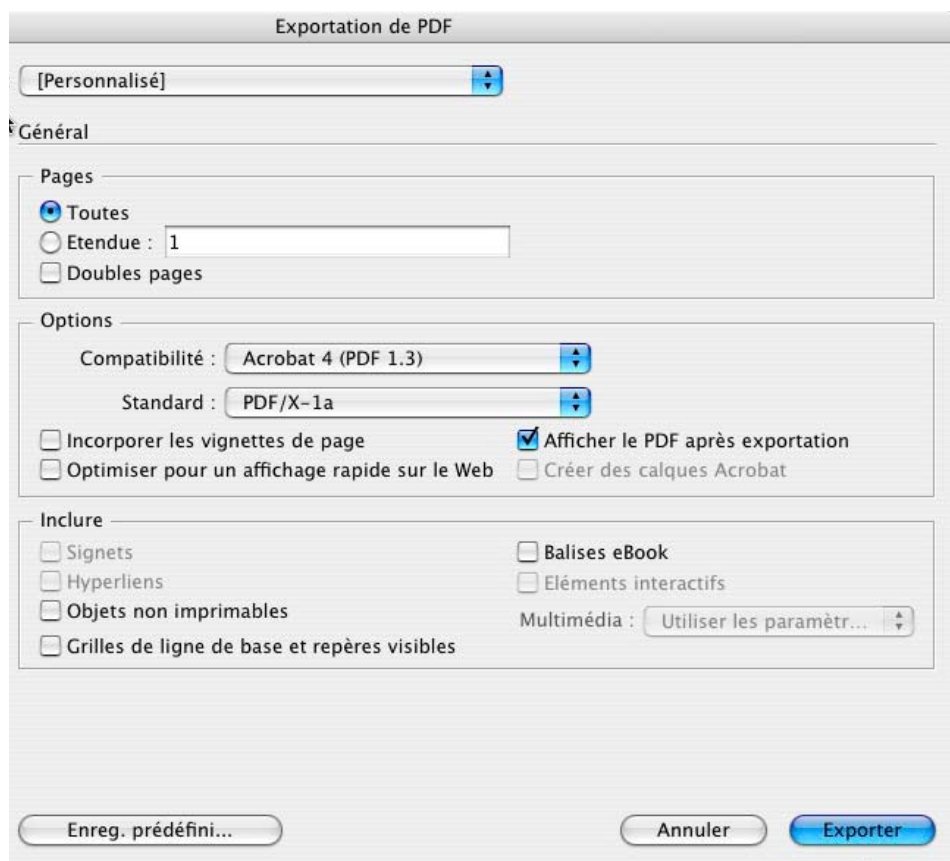 Exportation de PDF
[Personnalisé]
Général
Pages
Toutes
Etendue : 1
Doubles pages
Options
Compatibilité : Acrobat 4 (PDF 1.3)
Standard : PDF/X-1a
Incorporer les vignettes de page
Afficher le PDF après exportation
Optimiser pour un affichage rapide sur le Web
Créer des calques Acrobat
Inclure
Signets
Balises eBook
Hyperliens
Eléments interactifs
Objets non imprimables
Multimédia : Utiliser les paramètr...
Grilles de ligne de base et repères visibles
Enreg. prédéfini...
Annuler
Exporter